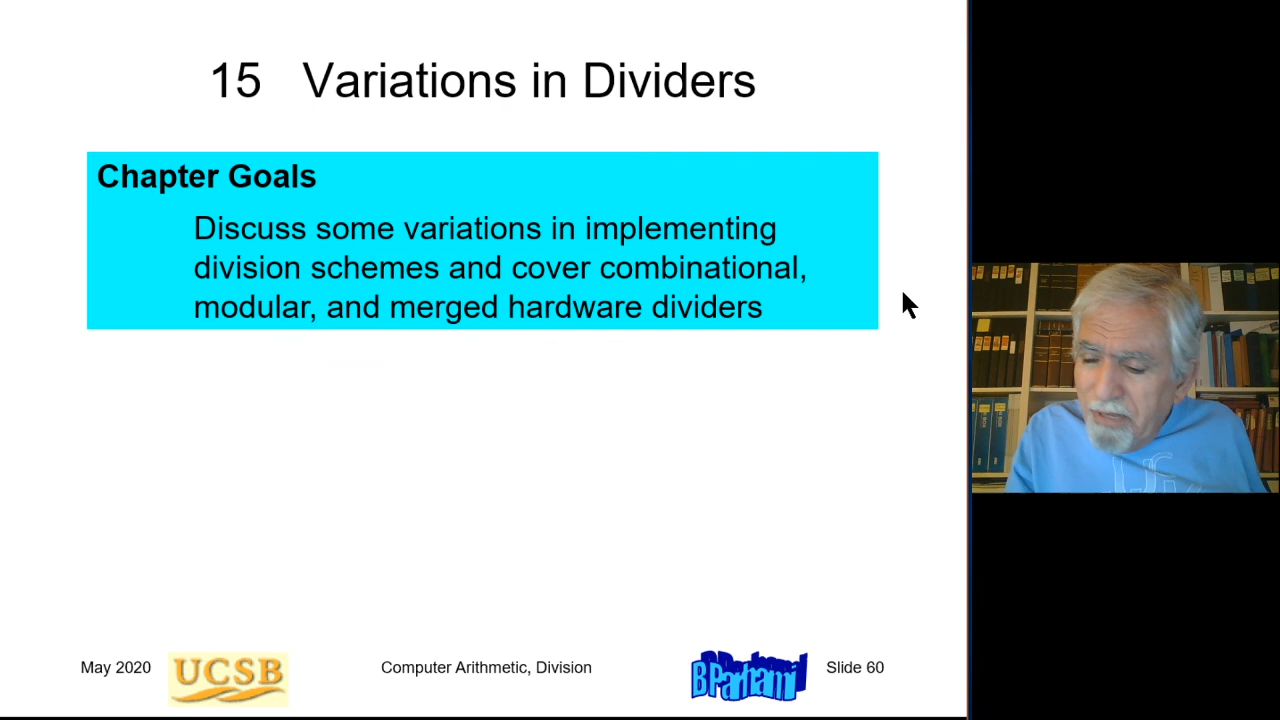 15 Variations in Dividers
Chapter Goals
Discuss some variations in implementing
division schemes and cover combinational,
modular, and merged hardware dividers
May 2020
UCSB
Computer Arithmetic, Division
B Parhami
Slide 60